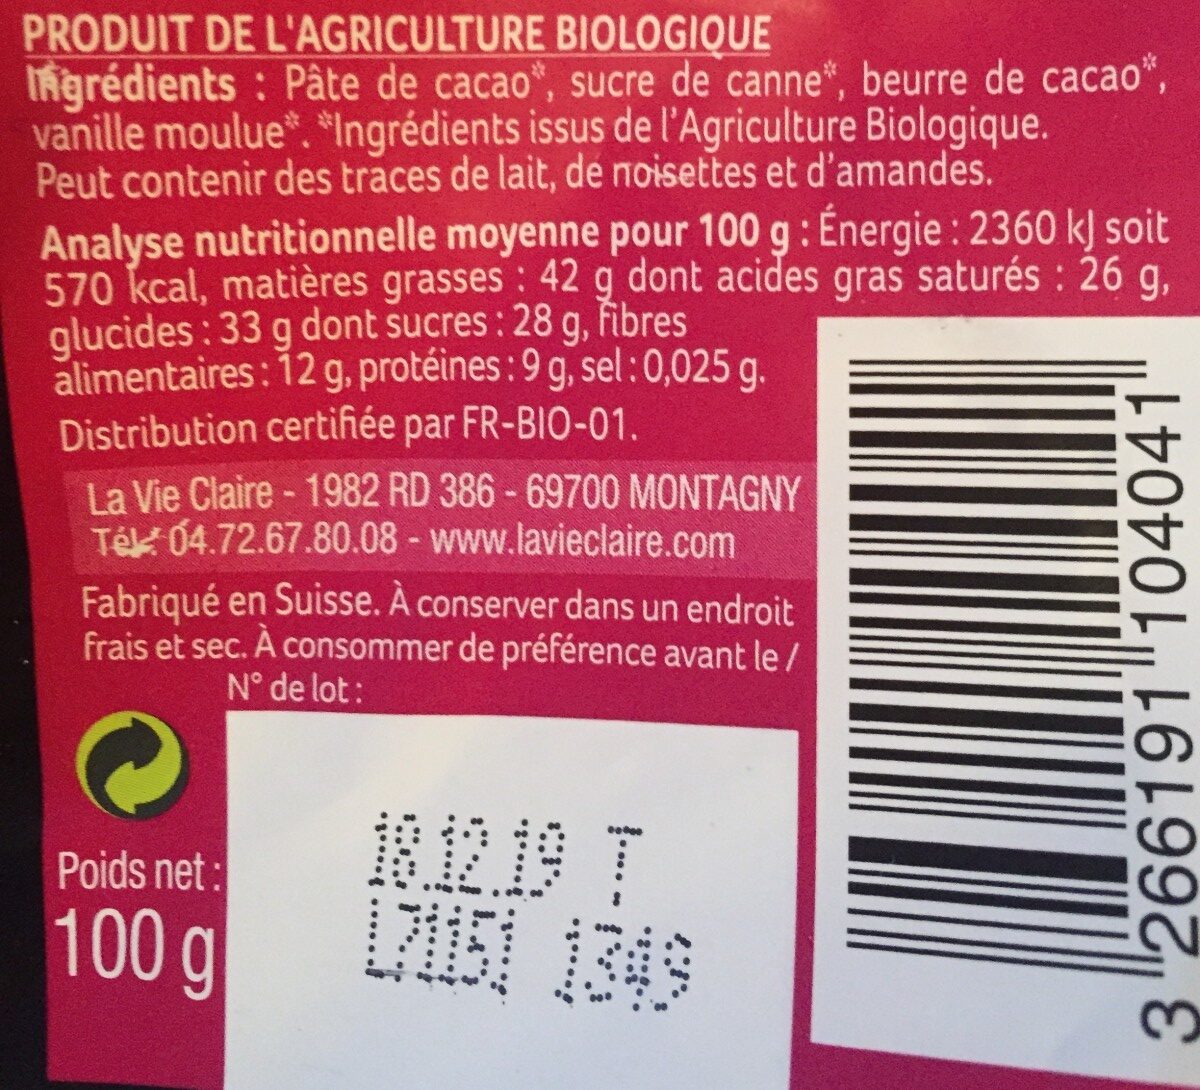 PRODUIT DE L'AGRICULTURE BIOLOGIQUE
Ingrédients : Pâte de cacao*, sucre de canne*, beurre de cacao*,
vanille moulue*. *Ingrédients issus de l'Agriculture Biologique.
Peut contenir des traces de lait, de noisettes et d'amandes.
Analyse nutritionnelle moyenne pour 100 g : Énergie : 2360 kJ soit
570 kcal, matières grasses : 42 g dont acides gras saturés : 26 g,
glucides : 33 g dont sucres : 28 g, fibres
alimentaires : 12 g, protéines : 9 g, sel : 0,025 g.
Distribution certifiée par FR-BIO-01.
La Vie Claire - 1982 RD 386 - 69700 MONTAGNY
Tél. 04.72.67.80.08 - www.lavieclaire.com
Fabriqué en Suisse. À conserver dans un endroit
frais et sec. À consommer de préférence avant le /
N° de lot :
18.12.19 T
L71151 1349
Poids net :
100 g
3 266191 104041